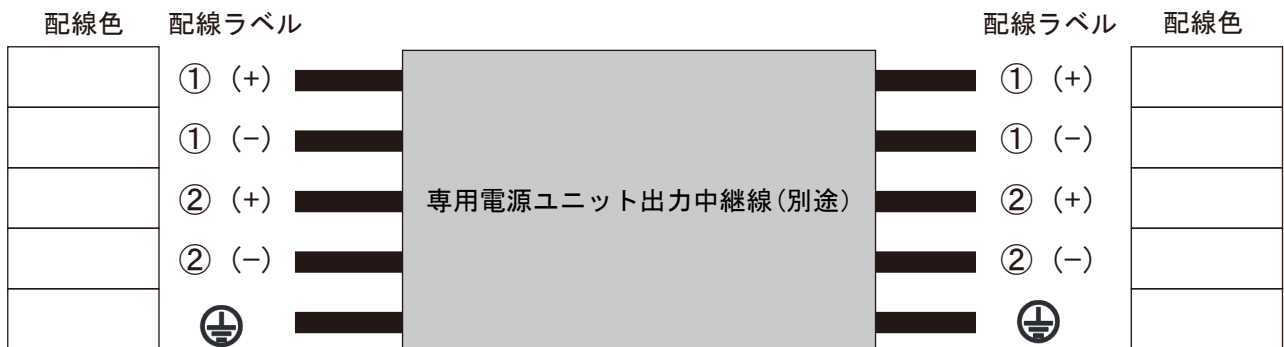 配線色 配線ラベル 配線ラベル 配線色
① (+) ① (+)
① (−) ① (−)
② (+) 専用電源ユニット出力中継線(別途) ② (+)
② (−) ② (−)